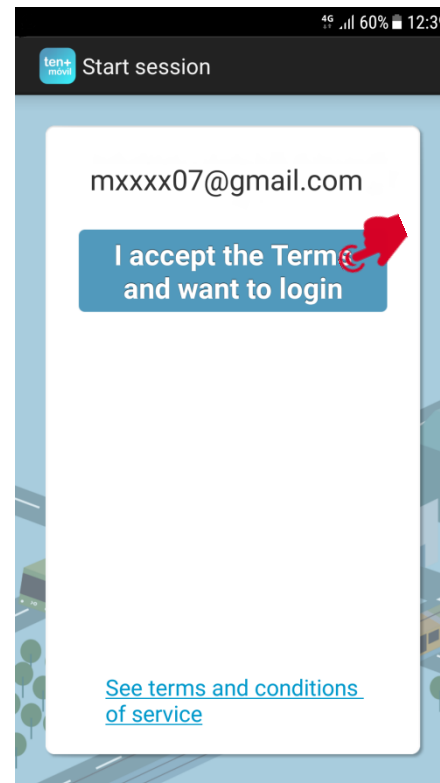 4G 60% 12:39
ten+
móvil
Start session
mxxxx07@gmail.com
I accept the Terms
and want to login
See terms and conditions
of service